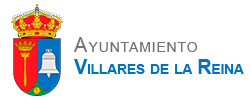 Ayuntamiento
Villares de la Reina